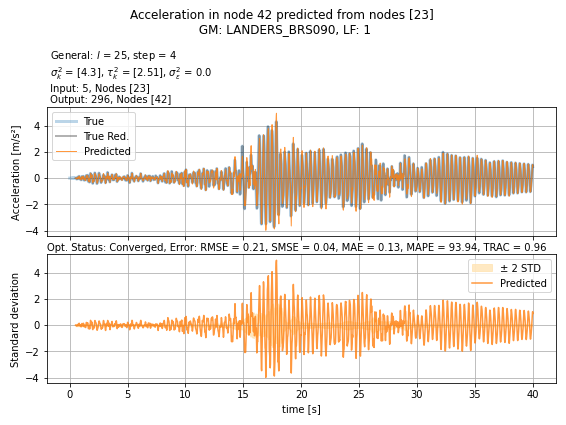 Acceleration in node 42 predicted from nodes [23]
GM: LANDERS_BRS090, LF: 1
General: l = 25, step = 4
σ²ₖ = [4.3], τ²ₖ = [2.51], σ²ε = 0.0
Input: 5, Nodes [23]
Output: 296, Nodes [42]
Acceleration [m/s²]
4
2
0
−2
−4
True
True Red.
Predicted
Opt. Status: Converged, Error: RMSE = 0.21, SMSE = 0.04, MAE = 0.13, MAPE = 93.94, TRAC = 0.96
Standard deviation
4
2
0
−2
−4
± 2 STD
Predicted
0 5 10 15 20 25 30 35 40
time [s]